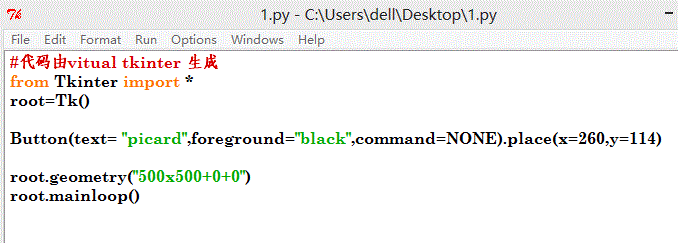 1.py - C:\Users\dell\Desktop\1.py
File Edit Format Run Options Windows Help
#代码由vitual tkinter 生成
from Tkinter import *
root=Tk()
Button(text= "picard",foreground="black",command=NONE).place(x=260,y=114)
root.geometry("500x500+0+0")
root.mainloop()